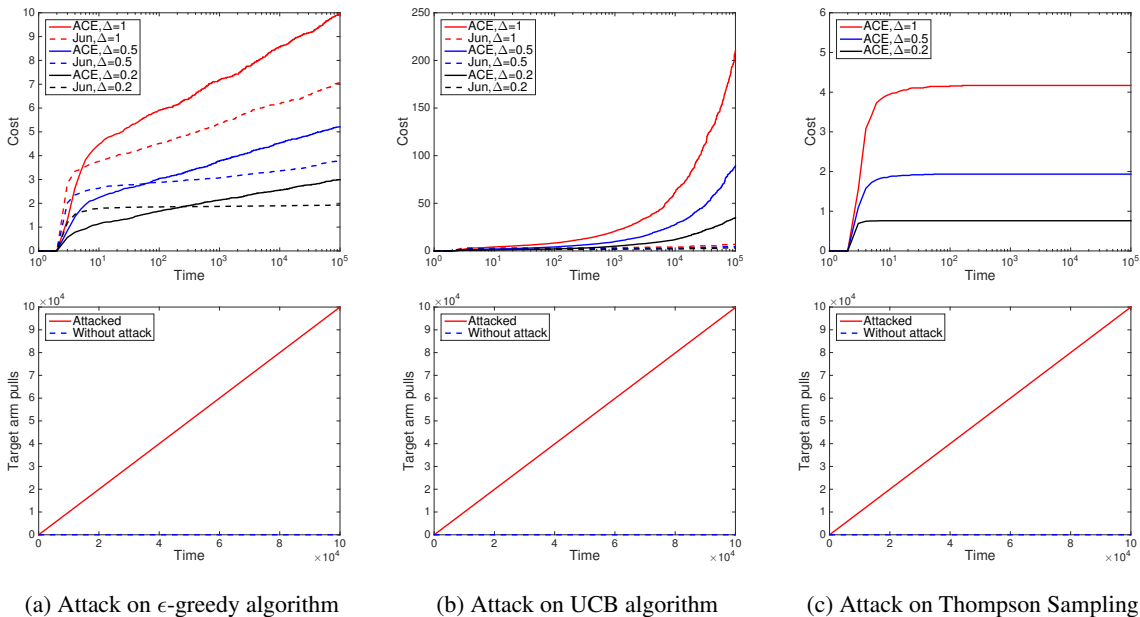 ACE,Δ=1
Jun,Δ=1
ACE,Δ=0.5
Jun,Δ=0.5
ACE,Δ=0.2
Jun,Δ=0.2
Cost
10
9
8
7
6
5
4
3
2
1
0
10^0 10^1 10^2 10^3 10^4 10^5
Time
ACE,Δ=1
Jun,Δ=1
ACE,Δ=0.5
Jun,Δ=0.5
ACE,Δ=0.2
Jun,Δ=0.2
Cost
250
200
150
100
50
0
10^0 10^1 10^2 10^3 10^4 10^5
Time
ACE,Δ=1
ACE,Δ=0.5
ACE,Δ=0.2
Cost
6
5
4
3
2
1
0
10^0 10^1 10^2 10^3 10^4 10^5
Time
×10^4
Attacked
Without attack
Target arm pulls
10
9
8
7
6
5
4
3
2
1
0
0 2 4 6 8 10
Time
×10^4
×10^4
Attacked
Without attack
Target arm pulls
10
9
8
7
6
5
4
3
2
1
0
0 2 4 6 8 10
Time
×10^4
×10^4
Attacked
Without attack
Target arm pulls
10
9
8
7
6
5
4
3
2
1
0
0 2 4 6 8 10
Time
×10^4
(a) Attack on ϵ-greedy algorithm
(b) Attack on UCB algorithm
(c) Attack on Thompson Sampling